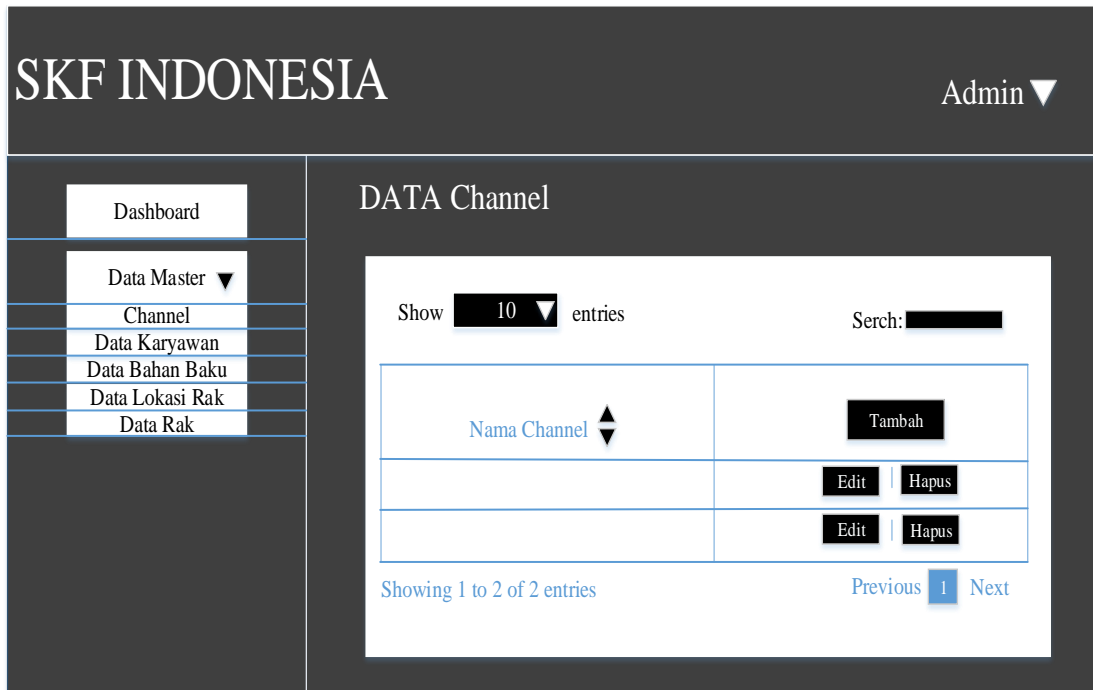 SKF INDONESIA
Admin
Dashboard
Data Master
Channel
Data Karyawan
Data Bahan Baku
Data Lokasi Rak
Data Rak
DATA Channel
Show 10 entries
Serch:
Nama Channel
Tambah
Edit | Hapus
Edit | Hapus
Showing 1 to 2 of 2 entries
Previous 1 Next